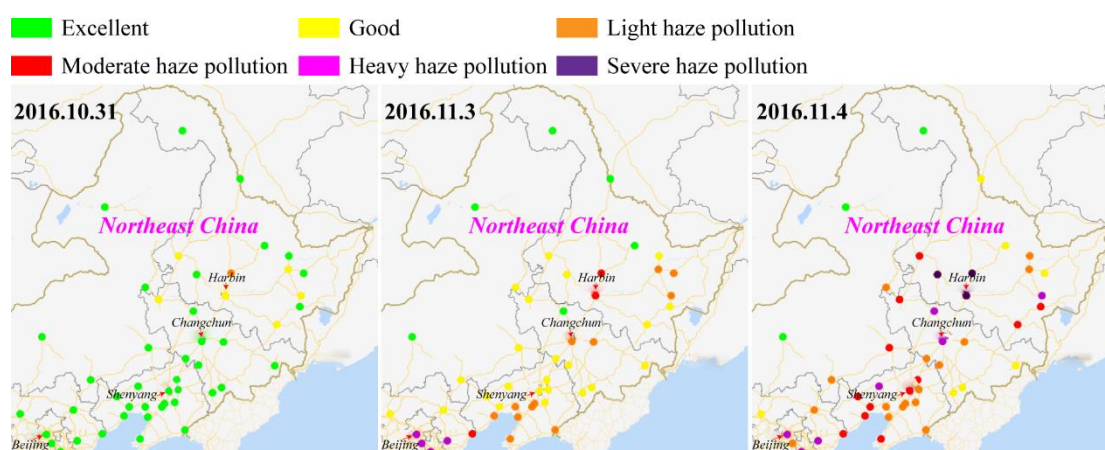 Excellent Good Light haze pollution
Moderate haze pollution Heavy haze pollution Severe haze pollution
2016.10.31 2016.11.3 2016.11.4
Northeast China Northeast China Northeast China
Harbin Harbin Harbin
Changchun Changchun Changchun
Shenyang Shenyang Shenyang
Beijing Beijing Beijing